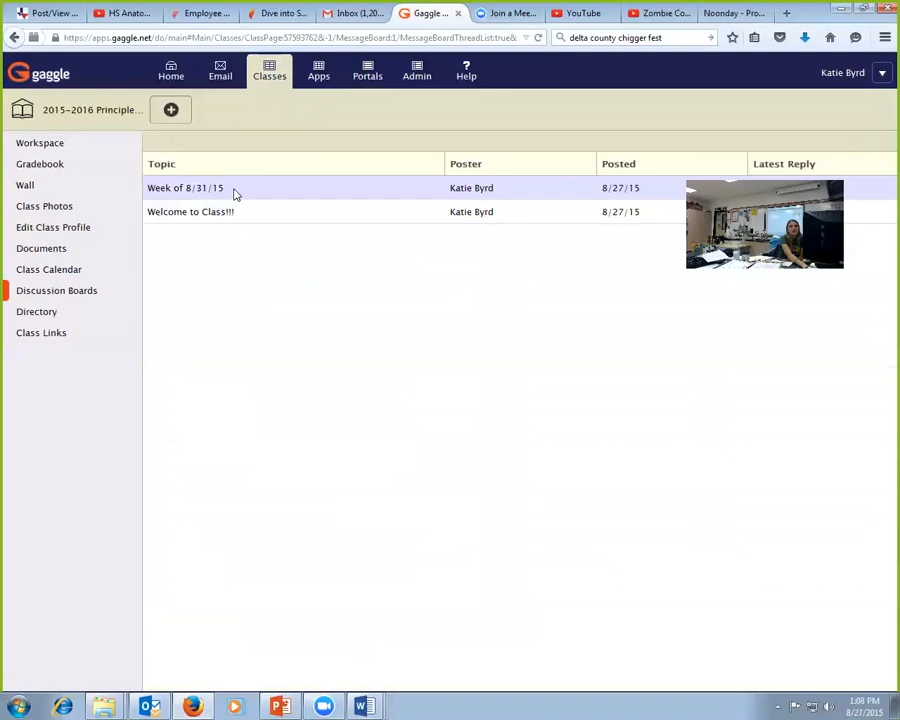 Post/View ...
HS Anato...
Employee ...
Dive into S...
Inbox (1,20...
Gaggle ...
Join a Mee...
YouTube
Zombie Co...
Noonday - Pro...
https://apps.gaggle.net/do/main#Main/Classes/ClassPage:57593762&-1/MessageBoard:1/MessageBoardThreadList:true&
delta county chigger fest
gaggle
Home
Email
Classes
Apps
Portals
Admin
Help
Katie Byrd
2015-2016 Principle...
Workspace
Gradebook
Wall
Class Photos
Edit Class Profile
Documents
Class Calendar
Discussion Boards
Directory
Class Links
Topic Poster Posted Latest Reply
Week of 8/31/15 Katie Byrd 8/27/15
Welcome to Class!!! Katie Byrd 8/27/15
1:08 PM
8/27/2015